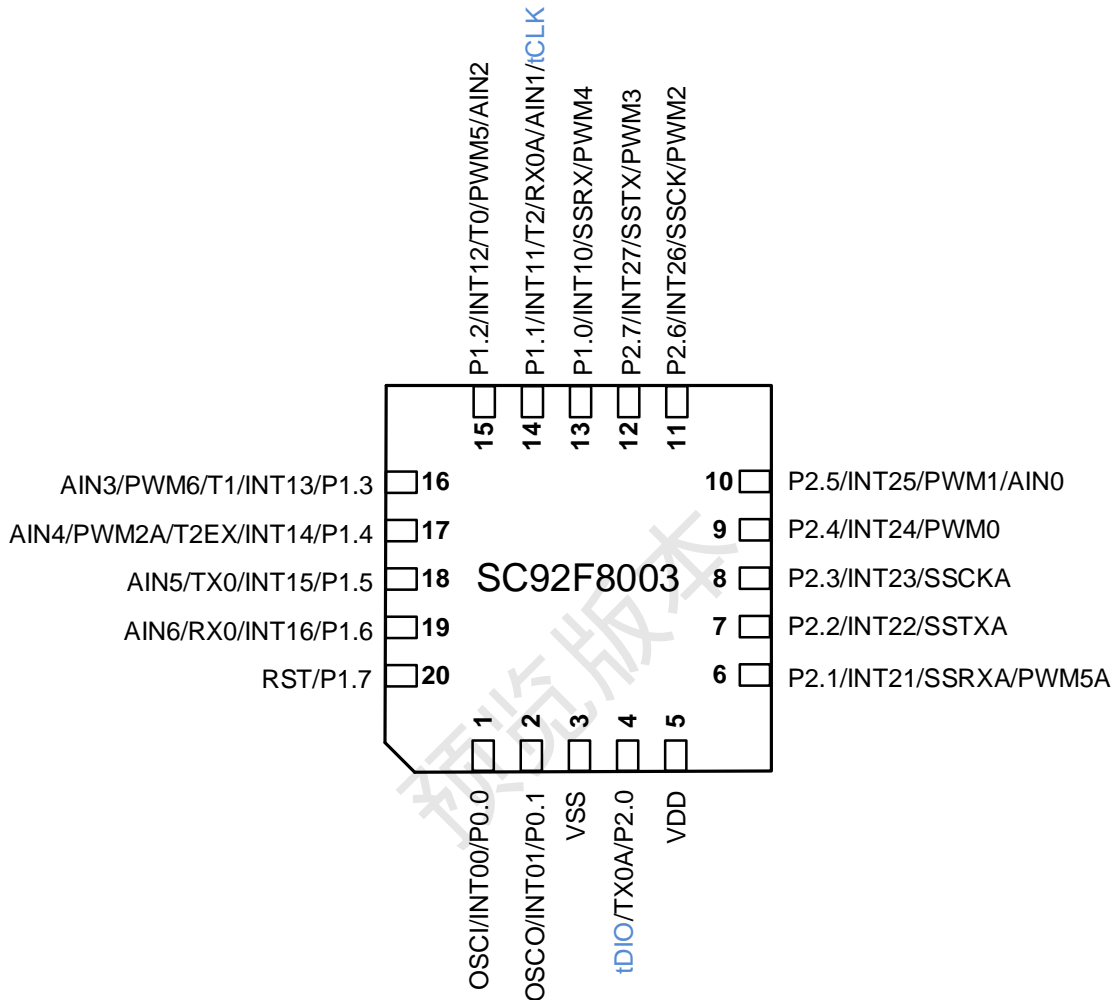 P1.2/INT12/T0/PWM5/AIN2
P1.1/INT11/T2/RX0A/AIN1/tCLK
P1.0/INT10/SSRX/PWM4
P2.7/INT27/SSTX/PWM3
P2.6/INT26/SSCK/PWM2
15
14
13
12
11
AIN3/PWM6/T1/INT13/P1.3
16
10
P2.5/INT25/PWM1/AIN0
AIN4/PWM2A/T2EX/INT14/P1.4
17
9
P2.4/INT24/PWM0
AIN5/TX0/INT15/P1.5
18
SC92F8003
8
P2.3/INT23/SSCKA
AIN6/RX0/INT16/P1.6
19
7
P2.2/INT22/SSTXA
RST/P1.7
20
6
P2.1/INT21/SSRXA/PWM5A
1
2
3
4
5
OSCI/INT00/P0.0
OSCO/INT01/P0.1
VSS
tDIO/TX0A/P2.0
VDD
预览版本